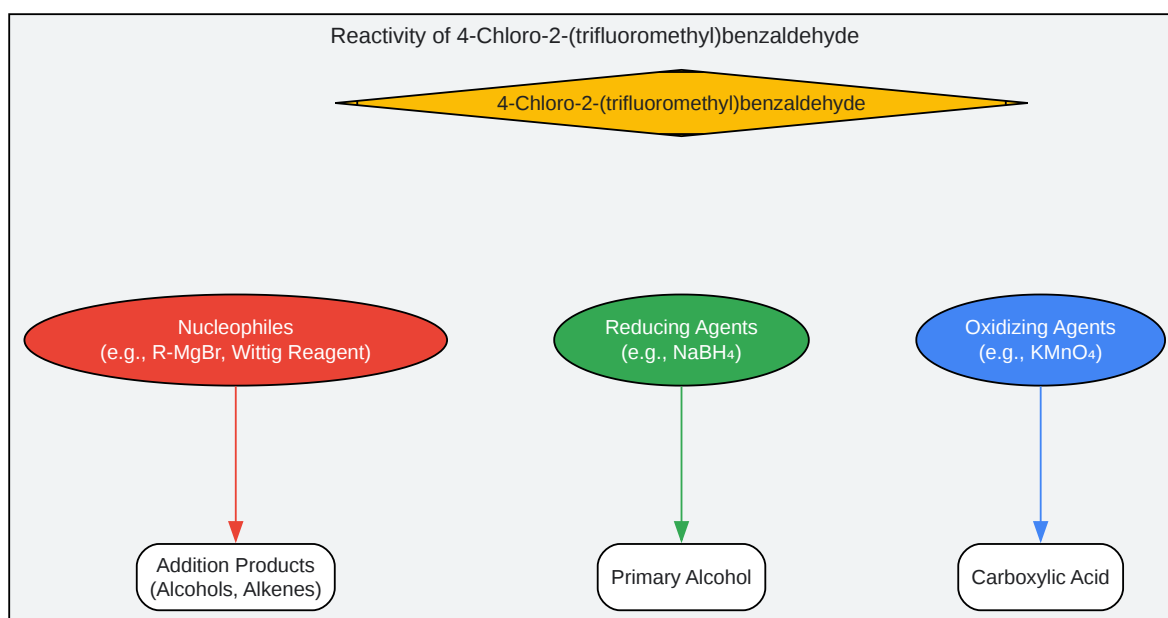 Reactivity of 4-Chloro-2-(trifluoromethyl)benzaldehyde
4-Chloro-2-(trifluoromethyl)benzaldehyde
Nucleophiles
(e.g., R-MgBr, Wittig Reagent)
Reducing Agents
(e.g., NaBH₄)
Oxidizing Agents
(e.g., KMnO₄)
Addition Products
(Alcohols, Alkenes)
Primary Alcohol
Carboxylic Acid